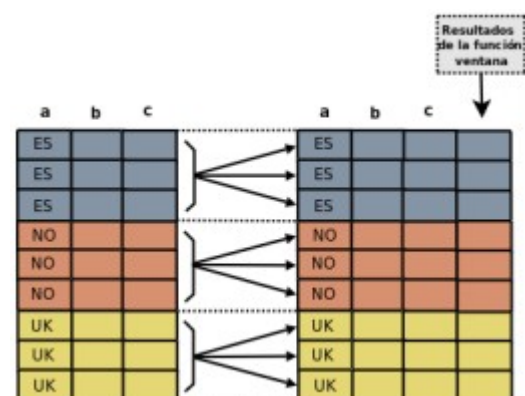 Resultados
de la función
ventana
a b c a b c
ES ES
ES ES
ES ES
NO NO
NO NO
NO NO
UK UK
UK UK
UK UK